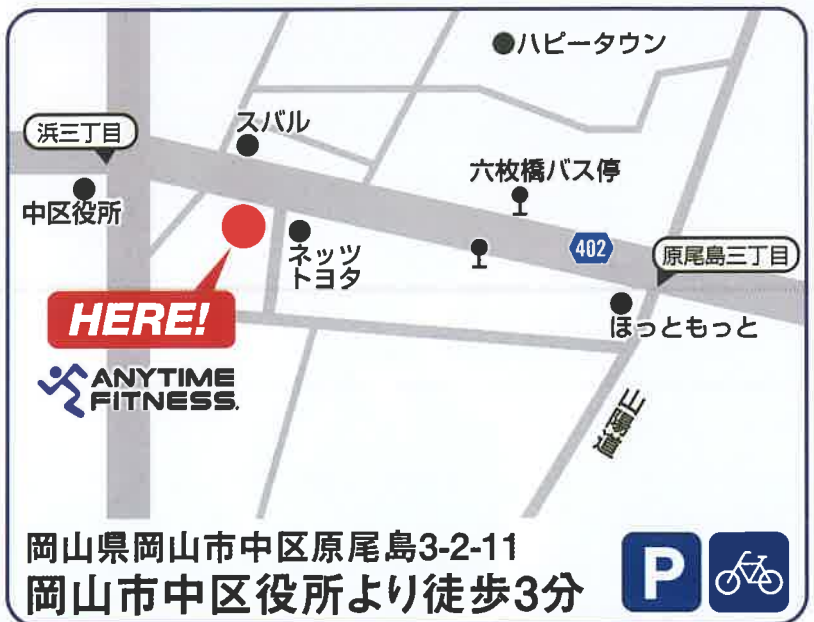 ハピータウン
浜三丁目
スバル
六枚橋バス停
中区役所
ネッツ
トヨタ
402
原尾島三丁目
HERE!
ほっともっと
ANYTIME
FITNESS.
山陽道
岡山県岡山市中区原尾島3-2-11
岡山市中区役所より徒歩3分
P